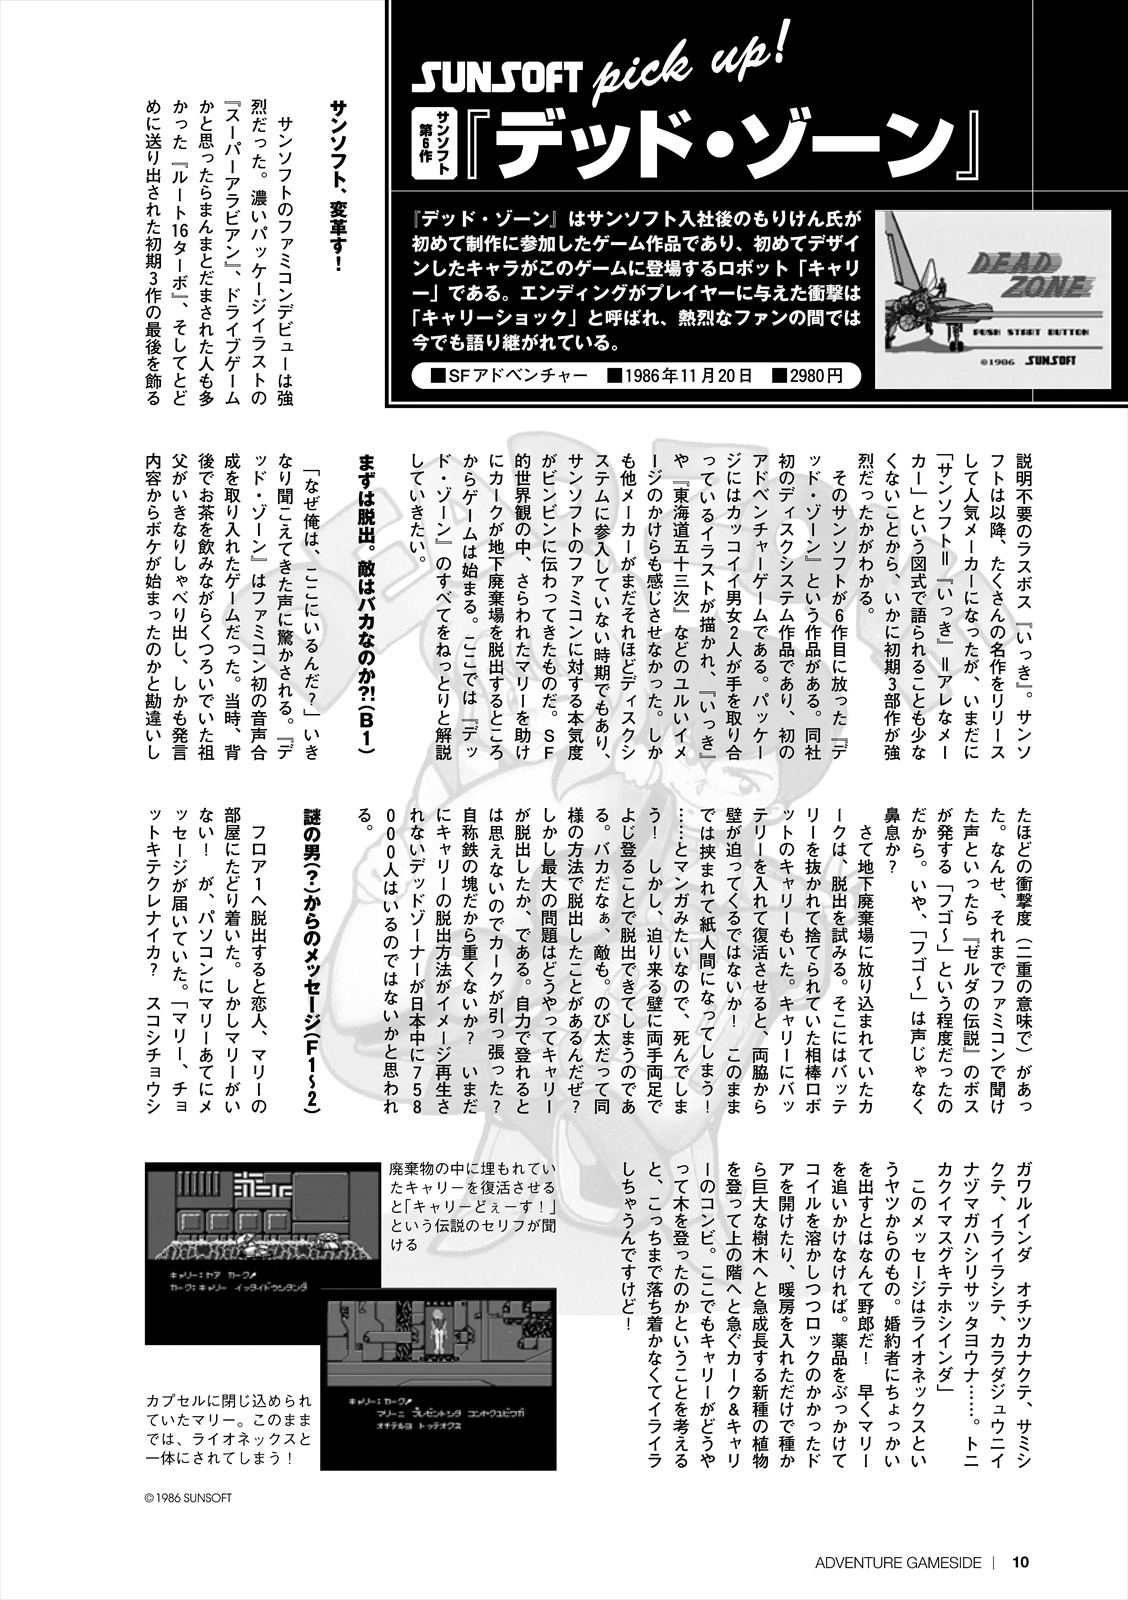 SUNSOFT pick up!
サンソフト
第6作
『デッド・ゾーン』
『デッド・ゾーン』はサンソフト入社後のもりけん氏が
初めて制作に参加したゲーム作品であり、初めてデザイ
ンしたキャラがこのゲームに登場するロボット「キャリ
ー」である。エンディングがプレイヤーに与えた衝撃は
「キャリーショック」と呼ばれ、熱烈なファンの間では
今でも語り継がれている。
■SFアドベンチャー ■1986年11月20日 ■2980円
DEAD
ZONE
PUSH START BUTTON
©1986 SUNSOFT
サンソフト、変革す！
サンソフトのファミコンデビューは強
烈だった。濃いパッケージイラストの
『スーパーアラビアン』、ドライブゲーム
かと思ったらまんまとだまされた人も多
かった『ルート16ターボ』、そしてとど
めに送り出された初期3作の最後を飾る
説明不要のラスボス『いっき』。サンソ
フトは以降、たくさんの名作をリリース
して人気メーカーになったが、いまだに
「サンソフト＝『いっき』＝アレなメー
カー」という図式で語られることも少な
くないことから、いかに初期3部作が強
烈だったかがわかる。
そのサンソフトが6作目に放った『デ
ッド・ゾーン』という作品がある。同社
初のディスクシステム作品であり、初の
アドベンチャーゲームである。パッケー
ジにはカッコイイ男女2人が手を取り合
っているイラストが描かれ、『いっき』
や『東海道五十三次』などのユルいイメ
ージのかけらも感じさせなかった。しか
も他メーカーがまだそれほどディスクシ
ステムに参入していない時期でもあり、
サンソフトのファミコンに対する本気度
がビンビンに伝わってきたものだ。SF
的世界観の中、さらわれたマリーを助け
にカークが地下廃棄場を脱出するところ
からゲームは始まる。ここでは『デッ
ド・ゾーン』のすべてをねっとりと解説
していきたい。
まずは脱出。敵はバカなのか?!（B1）
「なぜ俺は、ここにいるんだ？」いき
なり聞こえてきた声に驚かされる。『デ
ッド・ゾーン』はファミコン初の音声合
成を取り入れたゲームだった。当時、背
後でお茶を飲みながらくつろいでいた祖
父がいきなりしゃべり出し、しかも発言
内容からボケが始まったのかと勘違いし
たほどの衝撃度（二重の意味で）があっ
た。なんせ、それまでファミコンで聞け
た声といったら『ゼルダの伝説』のボス
が発する「フゴ～」という程度だったの
だから。いや、「フゴ～」は声じゃなく
鼻息か？
さて地下廃棄場に放り込まれていたカ
ークは、脱出を試みる。そこにはバッテ
リーを抜かれて捨てられていた相棒ロボ
ットのキャリーもいた。キャリーにバッ
テリーを入れて復活させると、両脇から
壁が迫ってくるではないか！ このまま
では挟まれて紙人間になってしまう！
……とマンガみたいなので、死んでしま
う！ しかし、迫り来る壁に両手両足で
よじ登ることで脱出できてしまうのであ
る。バカだなぁ、敵も。のび太だって同
様の方法で脱出したことがあるんだぜ？
しかし最大の問題はどうやってキャリー
が脱出したか、である。自力で登れると
は思えないのでカークが引っ張った？
自称鉄の塊だから重くないか？ いまだ
にキャリーの脱出方法がイメージ再生さ
れないデッドゾーナーが日本中に758
000人はいるのではないかと思われ
る。
謎の男（？）からのメッセージ（F1～2）
フロア1へ脱出すると恋人、マリーの
部屋にたどり着いた。しかしマリーがい
ない！ が、パソコンにマリーあてにメ
ッセージが届いていた。「マリー、チョ
ットキテクレナイカ？ スコシチョウシ
ガワルインダ オチツカナクテ、サミシ
クテ、イライラシテ、カラダジュウニイ
ナヅマガハシリサッタヨウナ……。トニ
カクイマスグキテホシインダ」
このメッセージはライオネックスとい
うヤツからのもの。婚約者にちょっかい
を出すとはなんて野郎だ！ 早くマリー
を追いかけなければ。薬品をぶっかけて
コイルを溶かしつつロックのかかったド
アを開けたり、暖房を入れただけで種か
ら巨大な樹木へと急成長する新種の植物
を登って上の階へと急ぐカーク＆キャリ
ーのコンビ。ここでもキャリーがどうや
って木を登ったのかということを考える
と、こっちまで落ち着かなくてイライラ
しちゃうんですけど！
廃棄物の中に埋もれてい
たキャリーを復活させる
と「キャリーどぇーす！」
という伝説のセリフが聞
ける
キャリー：ヤア カーク！
カーク：キャリー イッタイドウシタンダ
キャリー：カーク！
マリーニ プレゼントシタ コンヤクユビワガ
オチテルヨ トッテオクス
カプセルに閉じ込められ
ていたマリー。このまま
では、ライオネックスと
一体にされてしまう！
©1986 SUNSOFT
ADVENTURE GAMESIDE | 10